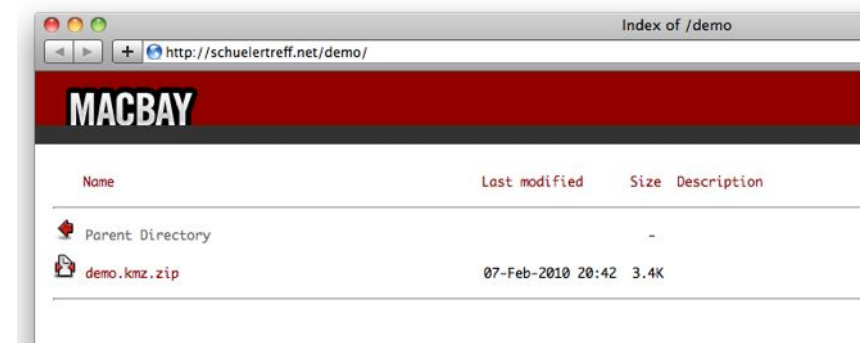 Index of /demo
http://schuelertreff.net/demo/
MACBAY
Name Last modified Size Description
Parent Directory -
demo.kmz.zip 07-Feb-2010 20:42 3.4K